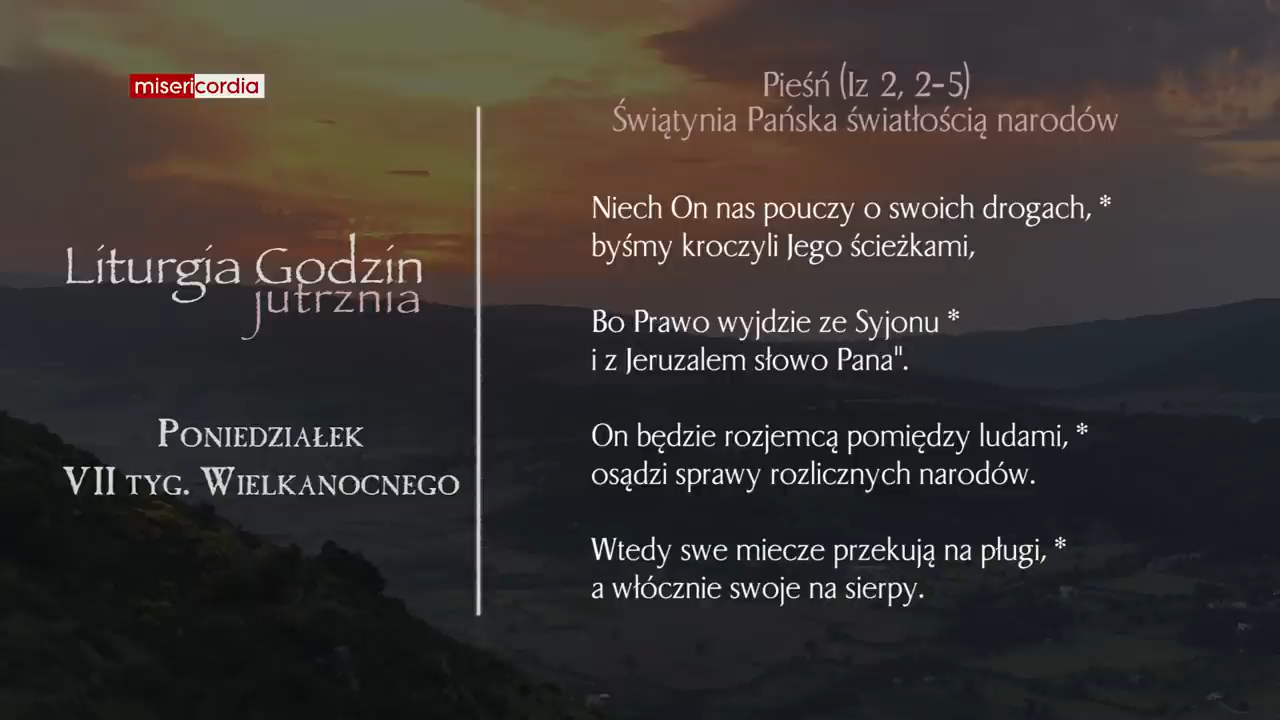 misericordia
Liturgia Godzin
jutrznia
Poniedziałek
VII tyg. Wielkanocnego
Pieśń (Iz 2, 2-5)
Świątynia Pańska światłością narodów
Niech On nas pouczy o swoich drogach, *
byśmy kroczyli Jego ścieżkami,
Bo Prawo wyjdzie ze Syjonu *
i z Jeruzalem słowo Pana".
On będzie rozjemcą pomiędzy ludami, *
osądzi sprawy rozlicznych narodów.
Wtedy swe miecze przekują na pługi, *
a włócznie swoje na sierpy.